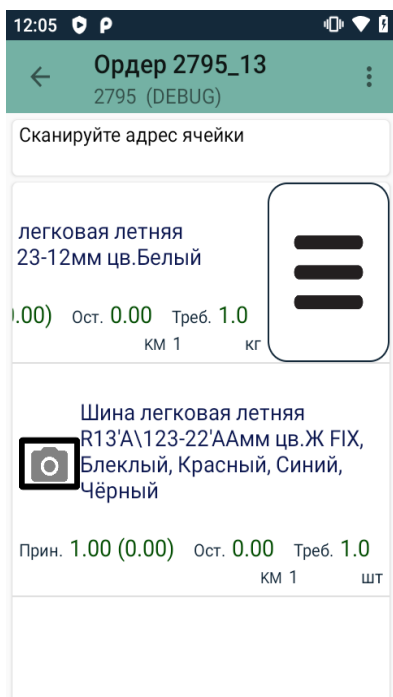 12:05
Ордер 2795_13
2795 (DEBUG)
Сканируйте адрес ячейки
легковая летняя
23-12мм цв.Белый
.00) Ост. 0.00 Треб. 1.0
КМ 1 кг
Шина легковая летняя
R13'А\123-22'ААмм цв.Ж FIX,
Блеклый, Красный, Синий,
Чёрный
Прин. 1.00 (0.00) Ост. 0.00 Треб. 1.0
КМ 1 шт